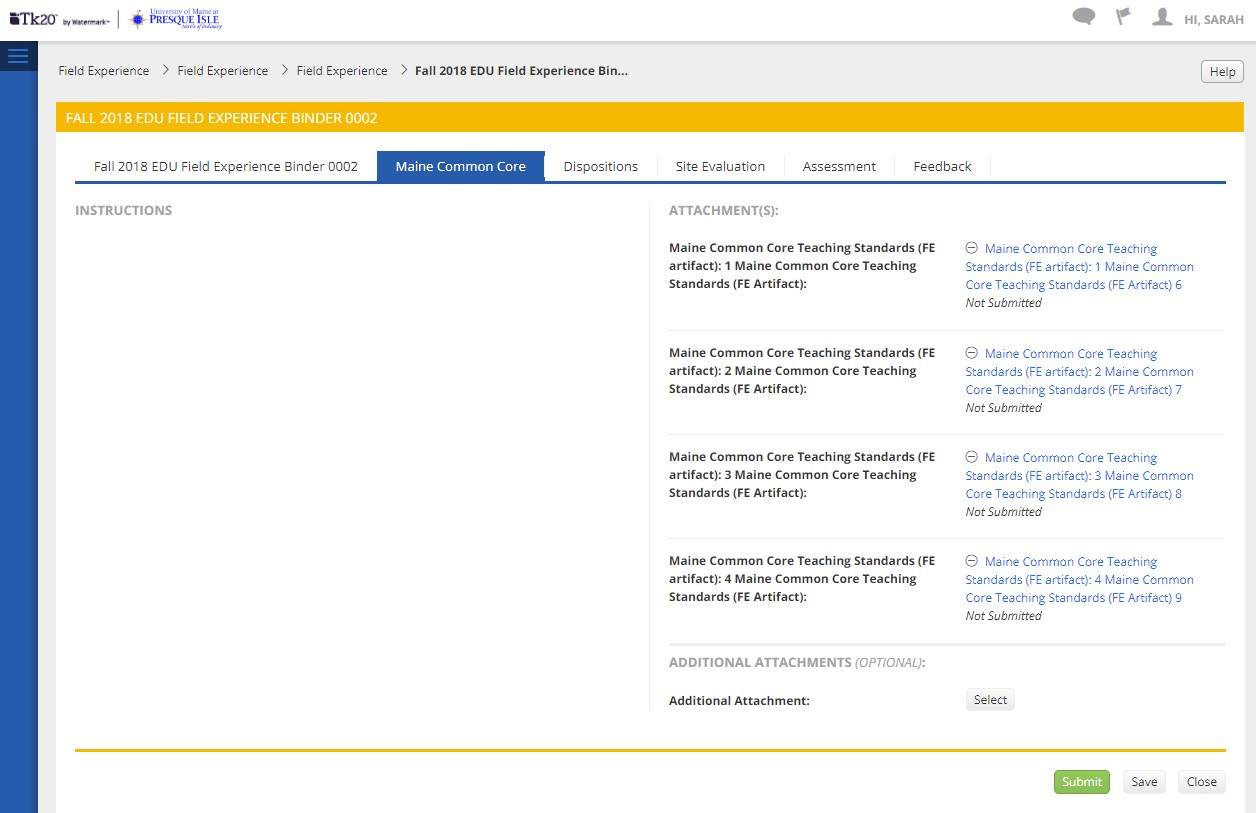 Tk20 by Watermark™
University of Maine at
PRESQUE ISLE
HI, SARAH
Field Experience > Field Experience > Field Experience > Fall 2018 EDU Field Experience Bin...
Help
FALL 2018 EDU FIELD EXPERIENCE BINDER 0002
Fall 2018 EDU Field Experience Binder 0002 Maine Common Core Dispositions Site Evaluation Assessment Feedback
INSTRUCTIONS
ATTACHMENT(S):
Maine Common Core Teaching Standards (FE
artifact): 1 Maine Common Core Teaching
Standards (FE Artifact):
Maine Common Core Teaching
Standards (FE artifact): 1 Maine Common
Core Teaching Standards (FE Artifact) 6
Not Submitted
Maine Common Core Teaching Standards (FE
artifact): 2 Maine Common Core Teaching
Standards (FE Artifact):
Maine Common Core Teaching
Standards (FE artifact): 2 Maine Common
Core Teaching Standards (FE Artifact) 7
Not Submitted
Maine Common Core Teaching Standards (FE
artifact): 3 Maine Common Core Teaching
Standards (FE Artifact):
Maine Common Core Teaching
Standards (FE artifact): 3 Maine Common
Core Teaching Standards (FE Artifact) 8
Not Submitted
Maine Common Core Teaching Standards (FE
artifact): 4 Maine Common Core Teaching
Standards (FE Artifact):
Maine Common Core Teaching
Standards (FE artifact): 4 Maine Common
Core Teaching Standards (FE Artifact) 9
Not Submitted
ADDITIONAL ATTACHMENTS (OPTIONAL):
Additional Attachment:
Select
Submit Save Close